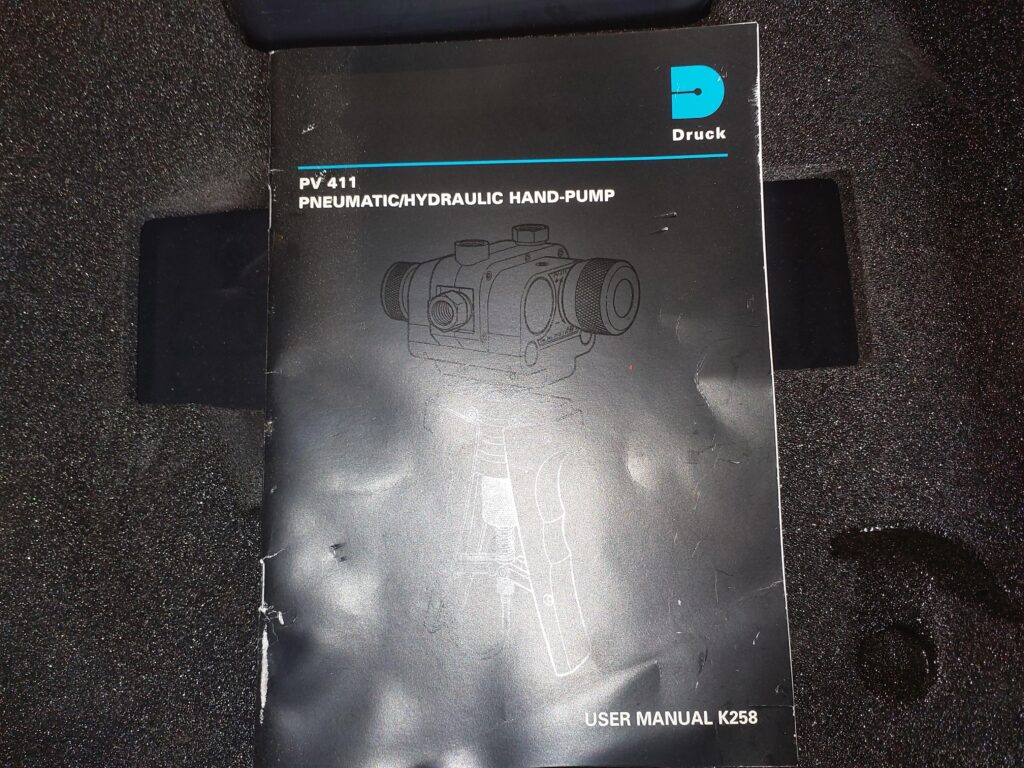 Druck
PV 411
PNEUMATIC/HYDRAULIC HAND-PUMP
USER MANUAL K258